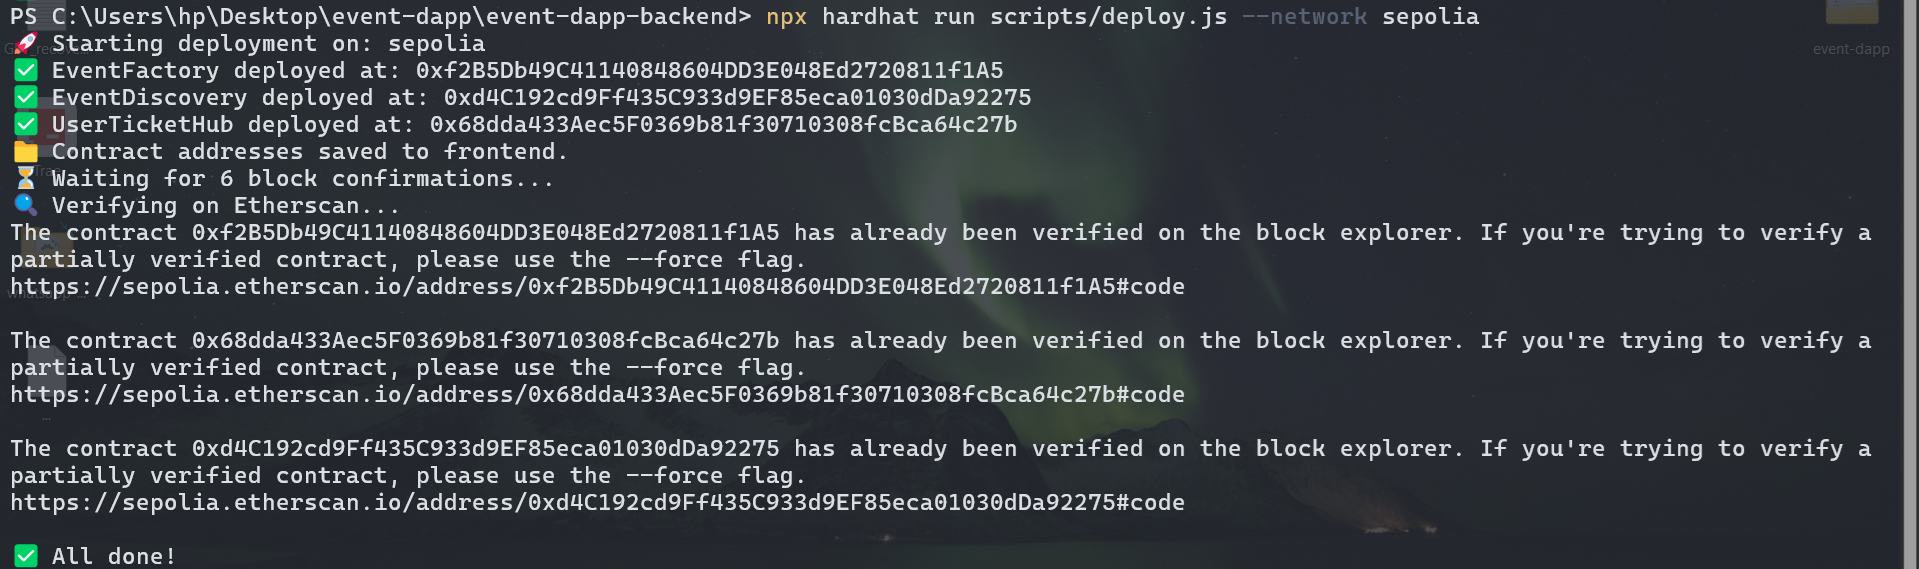 PS C:\Users\hp\Desktop\event-dapp\event-dapp-backend> npx hardhat run scripts/deploy.js --network sepolia
🚀 Starting deployment on: sepolia
✅ EventFactory deployed at: 0xf2B5Db49C41140848604DD3E048Ed2720811f1A5
✅ EventDiscovery deployed at: 0xd4C192cd9Ff435C933d9EF85eca01030dDa92275
✅ UserTicketHub deployed at: 0x68dda433Aec5F0369b81f30710308fcBca64c27b
📁 Contract addresses saved to frontend.
⏳ Waiting for 6 block confirmations...
🔍 Verifying on Etherscan...
The contract 0xf2B5Db49C41140848604DD3E048Ed2720811f1A5 has already been verified on the block explorer. If you're trying to verify a
partially verified contract, please use the --force flag.
https://sepolia.etherscan.io/address/0xf2B5Db49C41140848604DD3E048Ed2720811f1A5#code
The contract 0x68dda433Aec5F0369b81f30710308fcBca64c27b has already been verified on the block explorer. If you're trying to verify a
partially verified contract, please use the --force flag.
https://sepolia.etherscan.io/address/0x68dda433Aec5F0369b81f30710308fcBca64c27b#code
The contract 0xd4C192cd9Ff435C933d9EF85eca01030dDa92275 has already been verified on the block explorer. If you're trying to verify a
partially verified contract, please use the --force flag.
https://sepolia.etherscan.io/address/0xd4C192cd9Ff435C933d9EF85eca01030dDa92275#code
✅ All done!
event-dapp